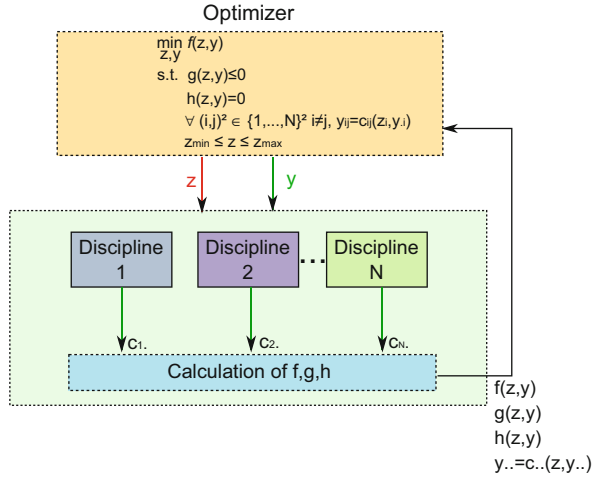 Optimizer
min f(z,y)
z,y
s.t. g(z,y)≤0
h(z,y)=0
∀ (i,j)² ∈ {1,...,N}² i≠j, yᵢⱼ=cᵢⱼ(zᵢ,y.ᵢ)
zmin ≤ z ≤ zmax
z
y
Discipline
1
Discipline
2
...
Discipline
N
c₁.
c₂.
cN.
Calculation of f,g,h
f(z,y)
g(z,y)
h(z,y)
y..=c..(z,y..)